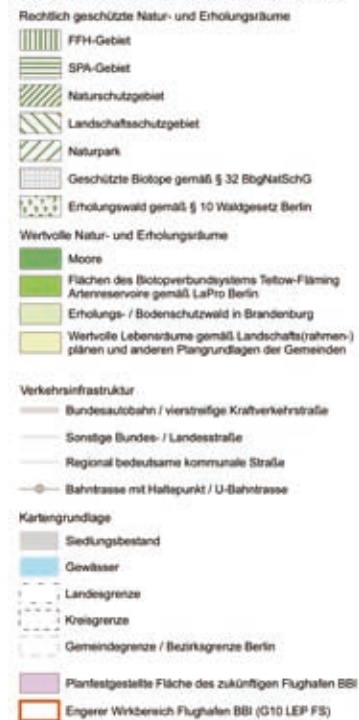 Rechtlich geschützte Natur- und Erholungsräume
FFH-Gebiet
SPA-Gebiet
Naturschutzgebiet
Landschaftsschutzgebiet
Naturpark
Geschützte Biotope gemäß § 32 BbgNatSchG
Erholungswald gemäß § 10 Waldgesetz Berlin
Wertvolle Natur- und Erholungsräume
Moore
Flächen des Biotopverbundsystems Teltow-Fläming
Artenreservoire gemäß LaPro Berlin
Erholungs- / Bodenschutzwald in Brandenburg
Wertvolle Lebensräume gemäß Landschafts(rahmen-)
plänen und anderen Plangrundlagen der Gemeinden
Verkehrsinfrastruktur
Bundesautobahn / vierstreifige Kraftverkehrstraße
Sonstige Bundes- / Landesstraße
Regional bedeutsame kommunale Straße
Bahntrasse mit Haltepunkt / U-Bahntrasse
Kartengrundlage
Siedlungsbestand
Gewässer
Landesgrenze
Kreisgrenze
Gemeindegrenze / Bezirksgrenze Berlin
Planfestgestellte Fläche des zukünftigen Flughafen BBI
Engerer Wirkbereich Flughafen BBI (G10 LEP FS)